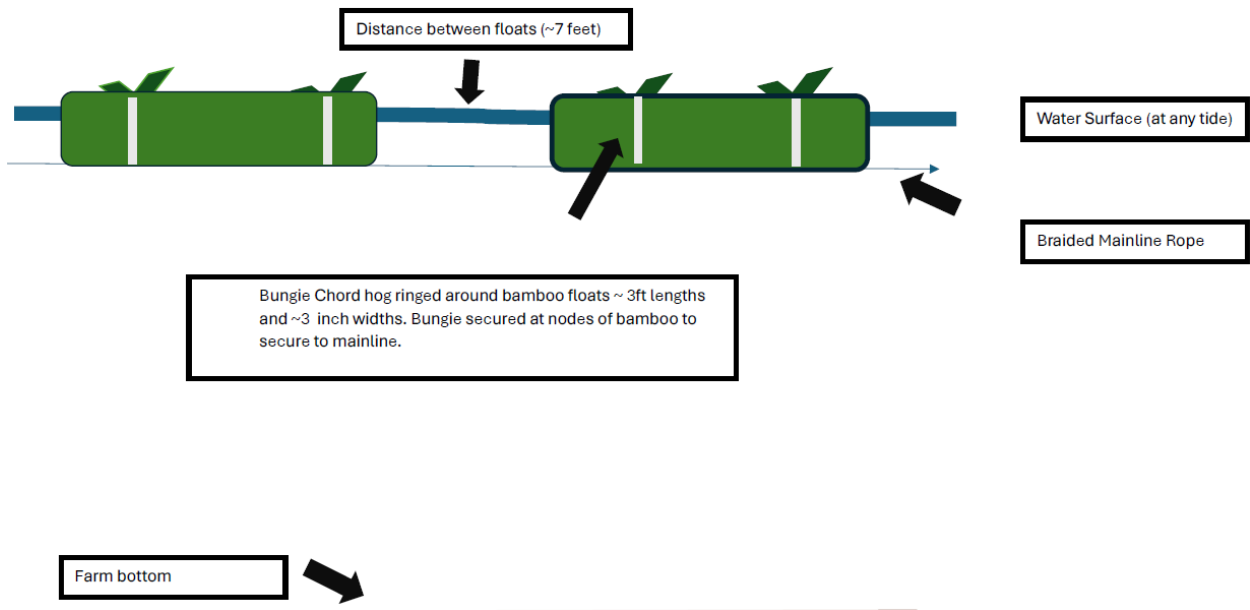 Distance between floats (~7 feet)
Water Surface (at any tide)
Braided Mainline Rope
Bungie Chord hog ringed around bamboo floats ~ 3ft lengths
and ~3 inch widths. Bungie secured at nodes of bamboo to
secure to mainline.
Farm bottom